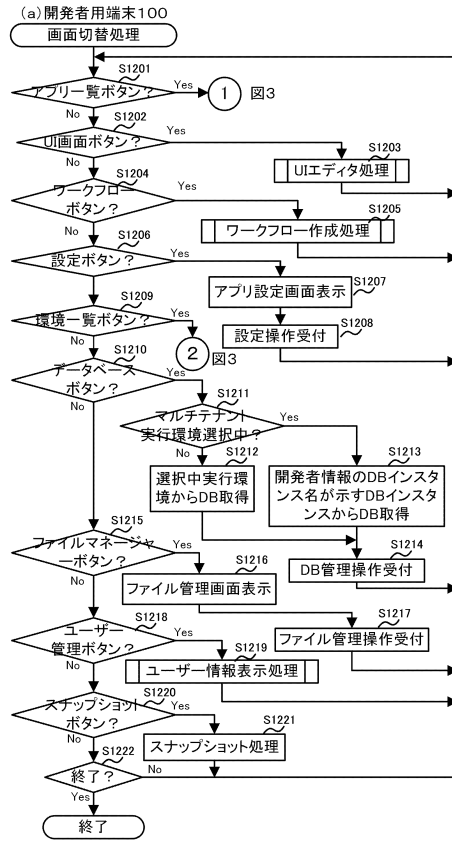 (a)開発者用端末100
画面切替処理
S1201
アプリ一覧ボタン？
Yes
1
図3
No
S1202
UI画面ボタン？
Yes
S1203
UIエディタ処理
No
S1204
ワークフロー
ボタン？
Yes
S1205
ワークフロー作成処理
No
S1206
設定ボタン？
Yes
S1207
アプリ設定画面表示
No
S1208
設定操作受付
S1209
環境一覧ボタン？
Yes
2
図3
No
S1210
データベース
ボタン？
Yes
No
S1211
マルチテナント
実行環境選択中？
Yes
No
S1212
選択中実行環
境からDB取得
S1213
開発者情報のDBインスタ
ンス名が示すDBインスタ
ンスからDB取得
S1214
DB管理操作受付
S1215
ファイルマネージャ
ーボタン？
Yes
No
S1216
ファイル管理画面表示
S1217
ファイル管理操作受付
S1218
ユーザー
管理ボタン？
Yes
No
S1219
ユーザー情報表示処理
S1220
スナップショット
ボタン？
Yes
No
S1221
スナップショット処理
S1222
終了？
No
Yes
終了